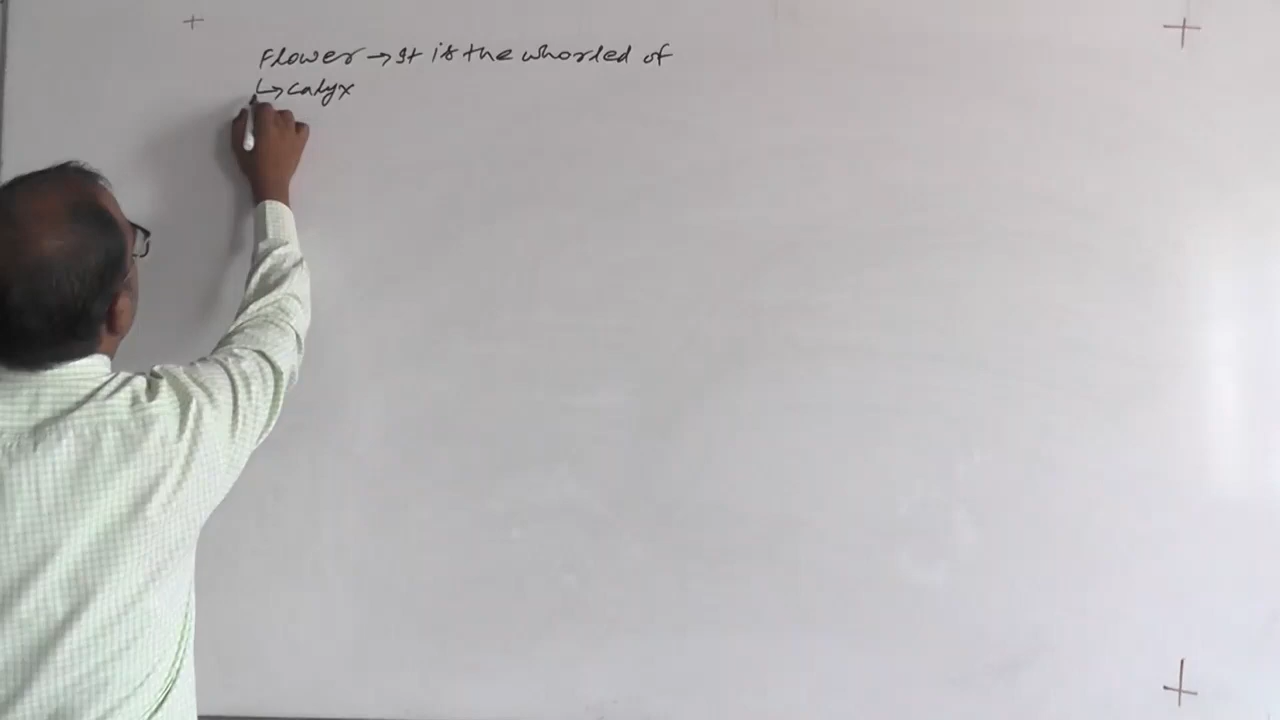 Flower → It is the whorled of
↳ calyx